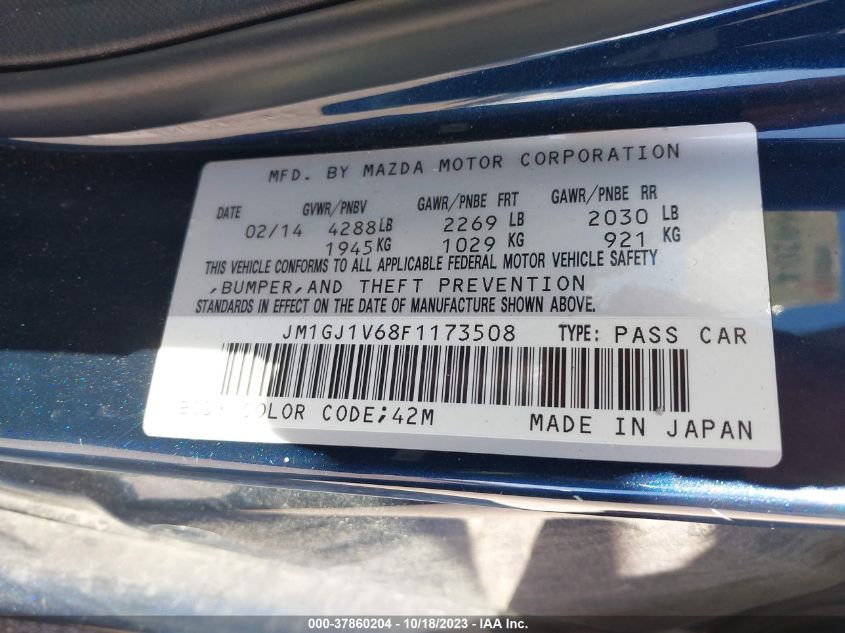 MFD. BY MAZDA MOTOR CORPORATION
DATE GVWR/PNBV GAWR/PNBE FRT GAWR/PNBE RR
02/14 4288LB 2269 LB 2030 LB
1945KG 1029 KG 921 KG
THIS VEHICLE CONFORMS TO ALL APPLICABLE FEDERAL MOTOR VEHICLE SAFETY
,BUMPER,AND THEFT PREVENTION
STANDARDS IN EFFECT ON THE DATE OF MANUFACTURE SHOWN ABOVE.
JM1GJ1V68F1173508 TYPE: PASS CAR
COLOR CODE;42M MADE IN JAPAN
000-37860204 - 10/18/2023 - IAA Inc.